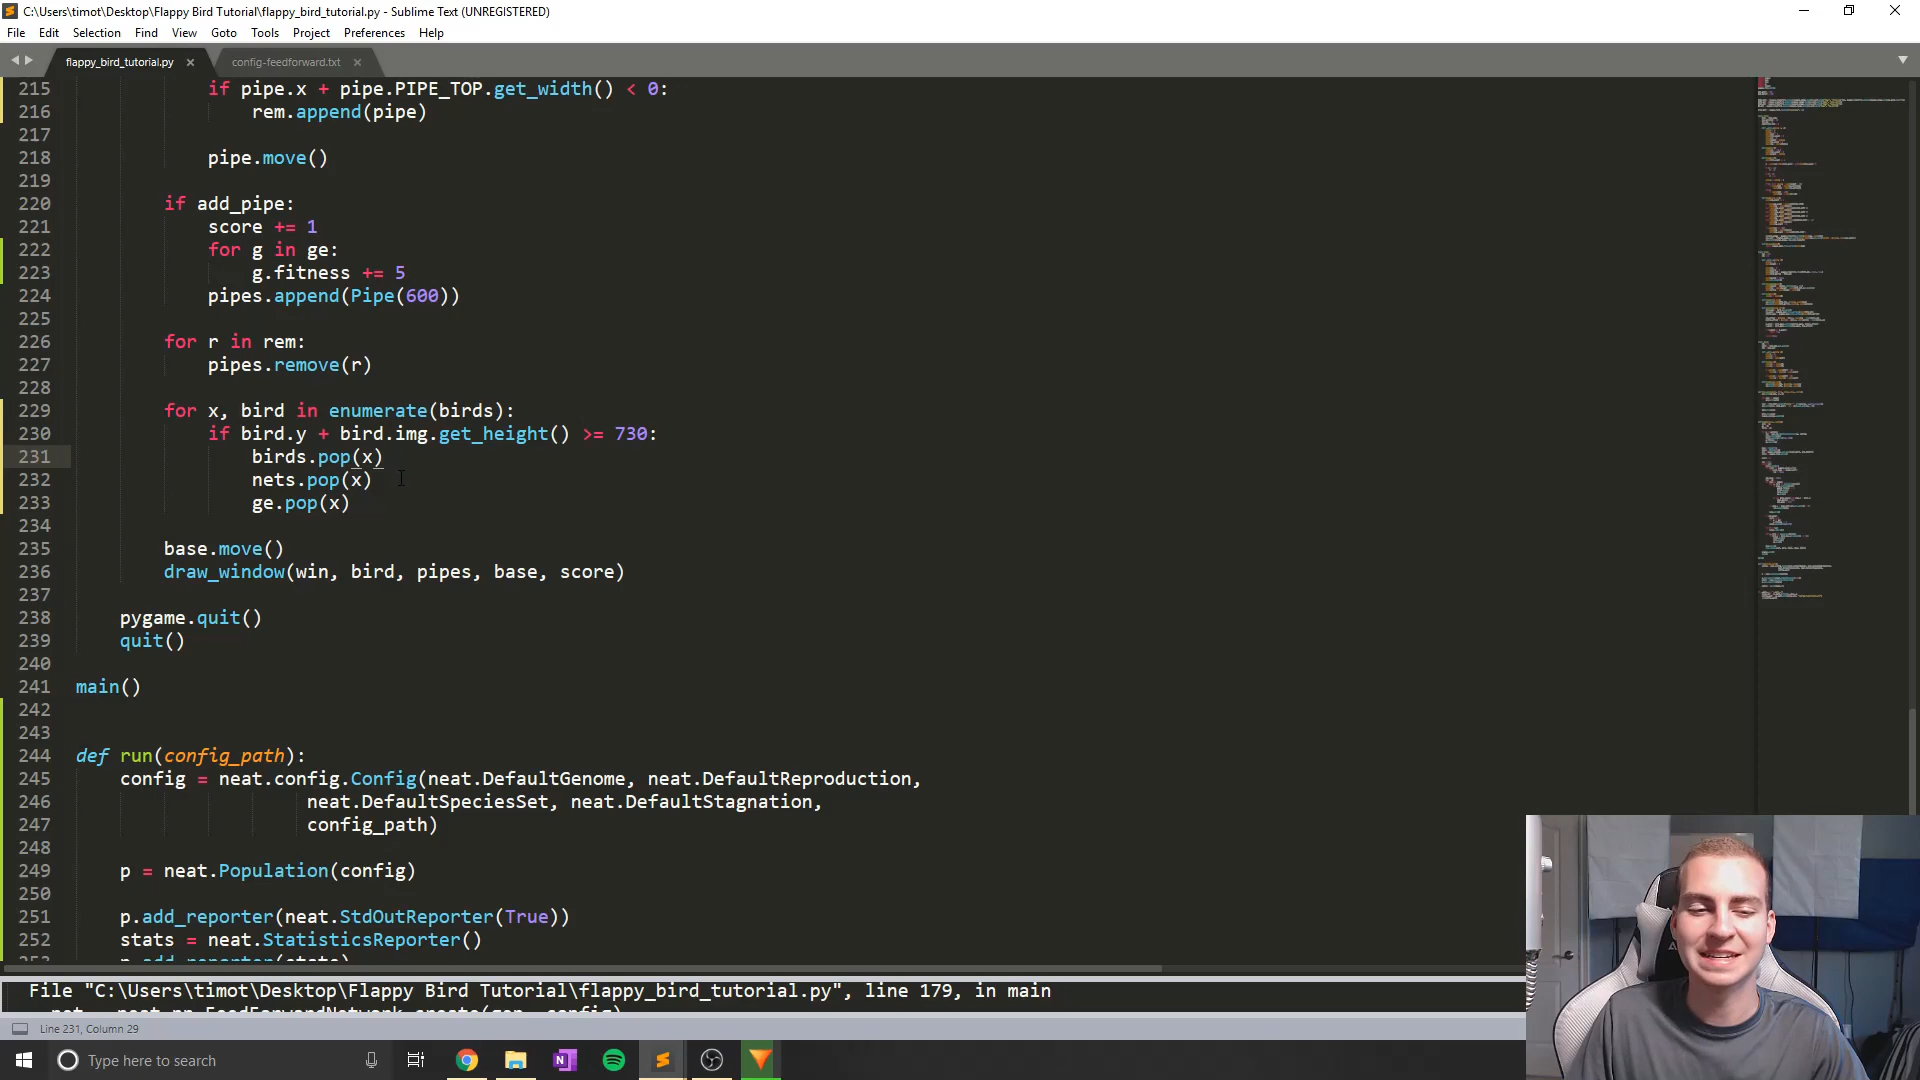 C:\Users\timot\Desktop\Flappy Bird Tutorial\flappy_bird_tutorial.py - Sublime Text (UNREGISTERED)
File Edit Selection Find View Goto Tools Project Preferences Help
flappy_bird_tutorial.py config-feedforward.txt
215 if pipe.x + pipe.PIPE_TOP.get_width() < 0:
216 rem.append(pipe)
217
218 pipe.move()
219
220 if add_pipe:
221 score += 1
222 for g in ge:
223 g.fitness += 5
224 pipes.append(Pipe(600))
225
226 for r in rem:
227 pipes.remove(r)
228
229 for x, bird in enumerate(birds):
230 if bird.y + bird.img.get_height() >= 730:
231 birds.pop(x)
232 nets.pop(x)
233 ge.pop(x)
234
235 base.move()
236 draw_window(win, bird, pipes, base, score)
237
238 pygame.quit()
239 quit()
240
241 main()
242
243
244 def run(config_path):
245 config = neat.config.Config(neat.DefaultGenome, neat.DefaultReproduction,
246 neat.DefaultSpeciesSet, neat.DefaultStagnation,
247 config_path)
248
249 p = neat.Population(config)
250
251 p.add_reporter(neat.StdOutReporter(True))
252 stats = neat.StatisticsReporter()
253 p.add_reporter(stats)
File "C:\Users\timot\Desktop\Flappy Bird Tutorial\flappy_bird_tutorial.py", line 179, in main
Line 231, Column 29
Type here to search